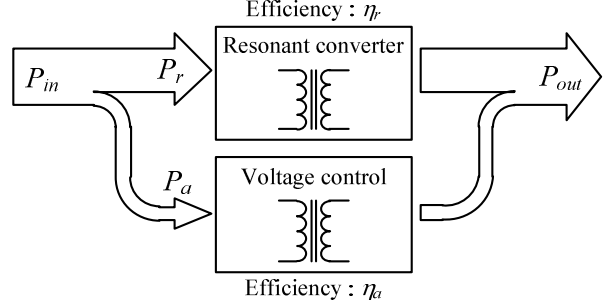 Efficiency : ηr
Resonant converter
Pin
Pr
Pout
Pa
Voltage control
Efficiency : ηa